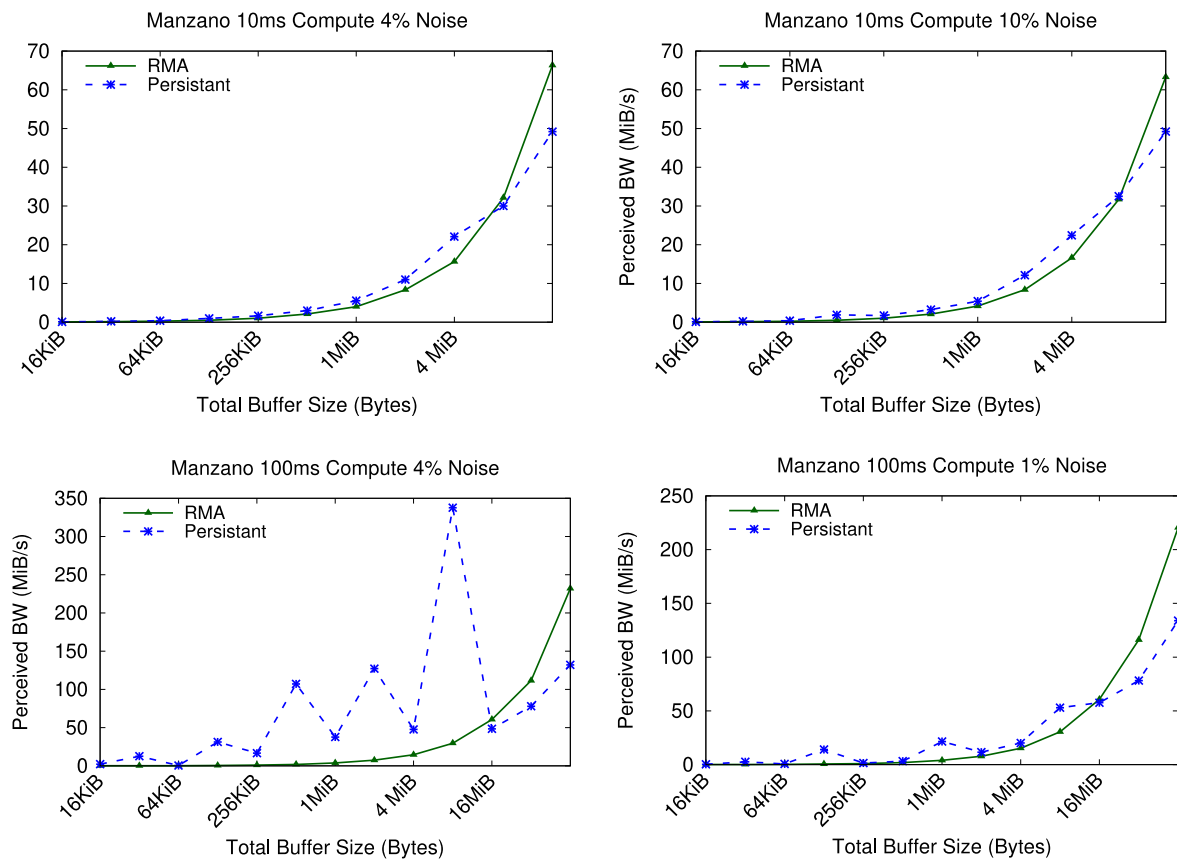 Manzano 10ms Compute 4% Noise
70
60
50
40
30
20
10
0
RMA
Persistant
16KiB
64KiB
256KiB
1MiB
4 MiB
Total Buffer Size (Bytes)
Manzano 10ms Compute 10% Noise
Perceived BW (MiB/s)
70
60
50
40
30
20
10
0
RMA
Persistant
16KiB
64KiB
256KiB
1MiB
4 MiB
Total Buffer Size (Bytes)
Manzano 100ms Compute 4% Noise
Perceived BW (MiB/s)
350
300
250
200
150
100
50
0
RMA
Persistant
16KiB
64KiB
256KiB
1MiB
4 MiB
16MiB
Total Buffer Size (Bytes)
Manzano 100ms Compute 1% Noise
Perceived BW (MiB/s)
250
200
150
100
50
0
RMA
Persistant
16KiB
64KiB
256KiB
1MiB
4 MiB
16MiB
Total Buffer Size (Bytes)